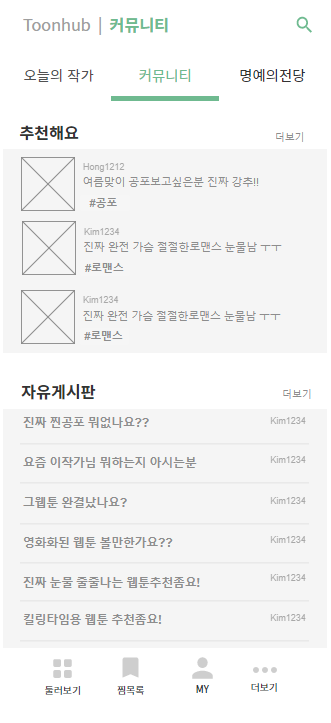 Toonhub | 커뮤니티
오늘의 작가 커뮤니티 명예의전당
추천해요 더보기
Hong1212
여름맞이 공포보고싶은분 진짜 강추!!
#공포
Kim1234
진짜 완전 가슴 절절한로맨스 눈물남 ㅜㅜ
#로맨스
Kim1234
진짜 완전 가슴 절절한로맨스 눈물남 ㅜㅜ
#로맨스
자유게시판 더보기
진짜 찐공포 뭐없나요?? Kim1234
요즘 이작가님 뭐하는지 아시는분 Kim1234
그웹툰 완결났나요? Kim1234
영화화된 웹툰 볼만한가요?? Kim1234
진짜 눈물 줄줄나는 웹툰추천좀요! Kim1234
킬링타임용 웹툰 추천좀요! Kim1234
둘러보기 찜목록 MY 더보기